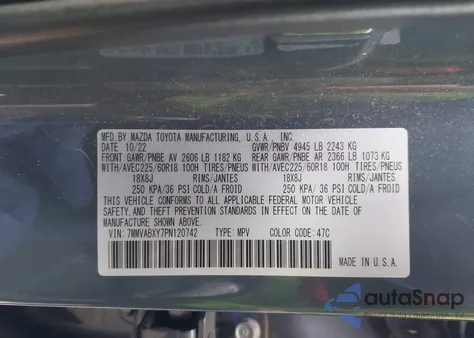 MFD. BY MAZDA TOYOTA MANUFACTURING, U.S.A., INC.
DATE 10/22 GVWR/PNBV 4945 LB 2243 KG
FRONT GAWR/PNBE AV 2606 LB 1182 KG REAR GAWR/PNBE AR 2366 LB 1073 KG
WITH/AVEC225/60R18 100H TIRES/PNEUS WITH/AVEC225/60R18 100H TIRES/PNEUS
18X8J RIMS/JANTES 18X8J RIMS/JANTES
250 KPA/ 36 PSI COLD/A FROID 250 KPA/ 36 PSI COLD/A FROID
THIS VEHICLE CONFORMS TO ALL APPLICABLE FEDERAL MOTOR VEHICLE
SAFETY, BUMPER, AND THEFT PREVENTION STANDARDS IN EFFECT ON THE DATE OF
MANUFACTURE SHOWN ABOVE.
VIN: 7MMVABXY7PN120742 TYPE: MPV COLOR CODE: 47C
MADE IN U.S.A.
autoSnap